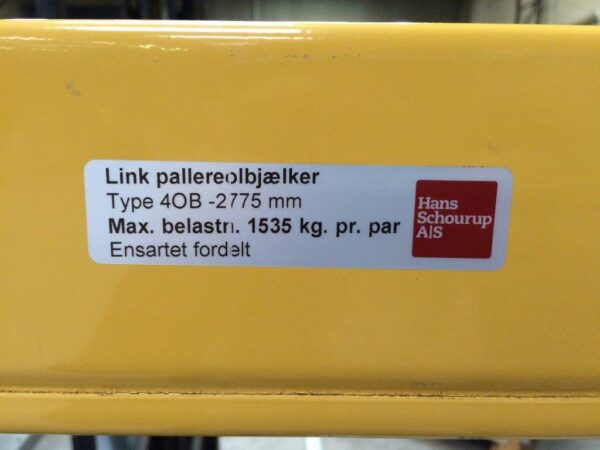 Link pallereolbjælker
Type 4OB -2775 mm
Max. belastn. 1535 kg. pr. par
Ensartet fordelt
Hans
Schourup
A|S